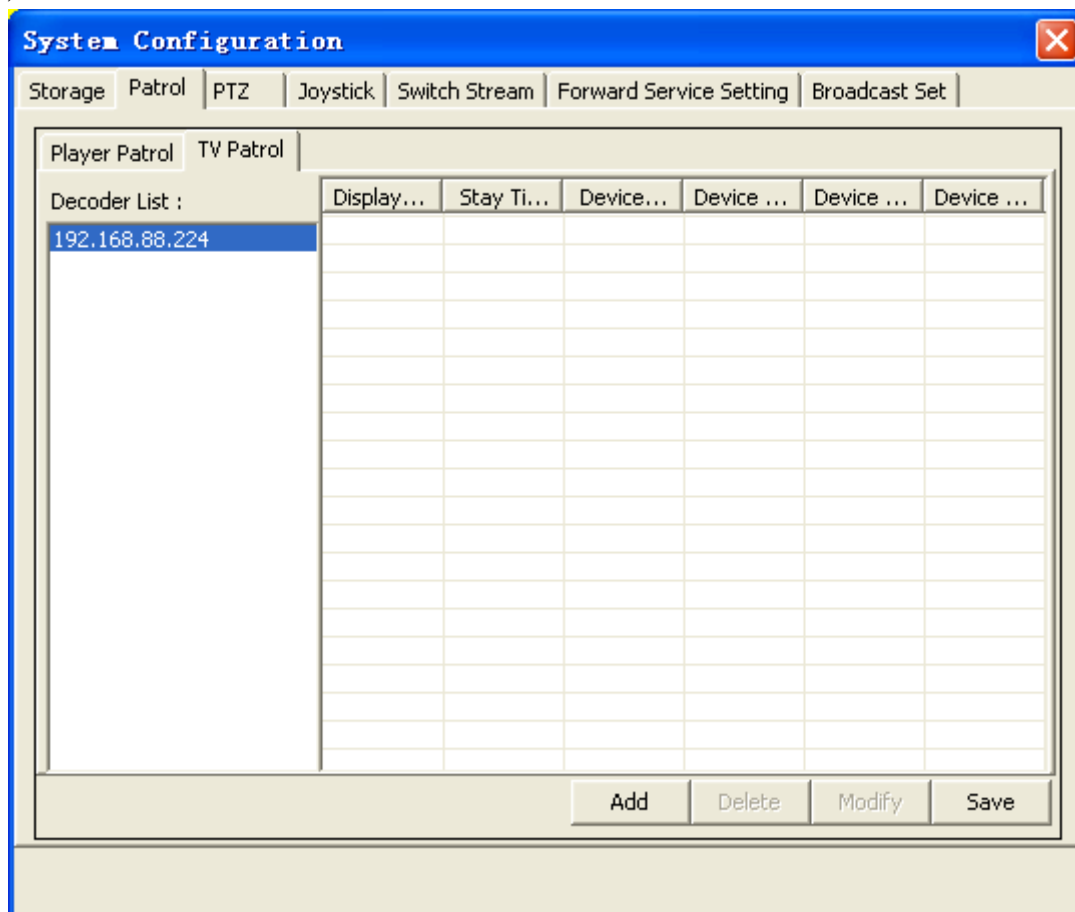 System Configuration
Storage Patrol PTZ Joystick Switch Stream Forward Service Setting Broadcast Set
Player Patrol TV Patrol
Decoder List : Display... Stay Ti... Device... Device ... Device ... Device ...
192.168.88.224
Add Delete Modify Save